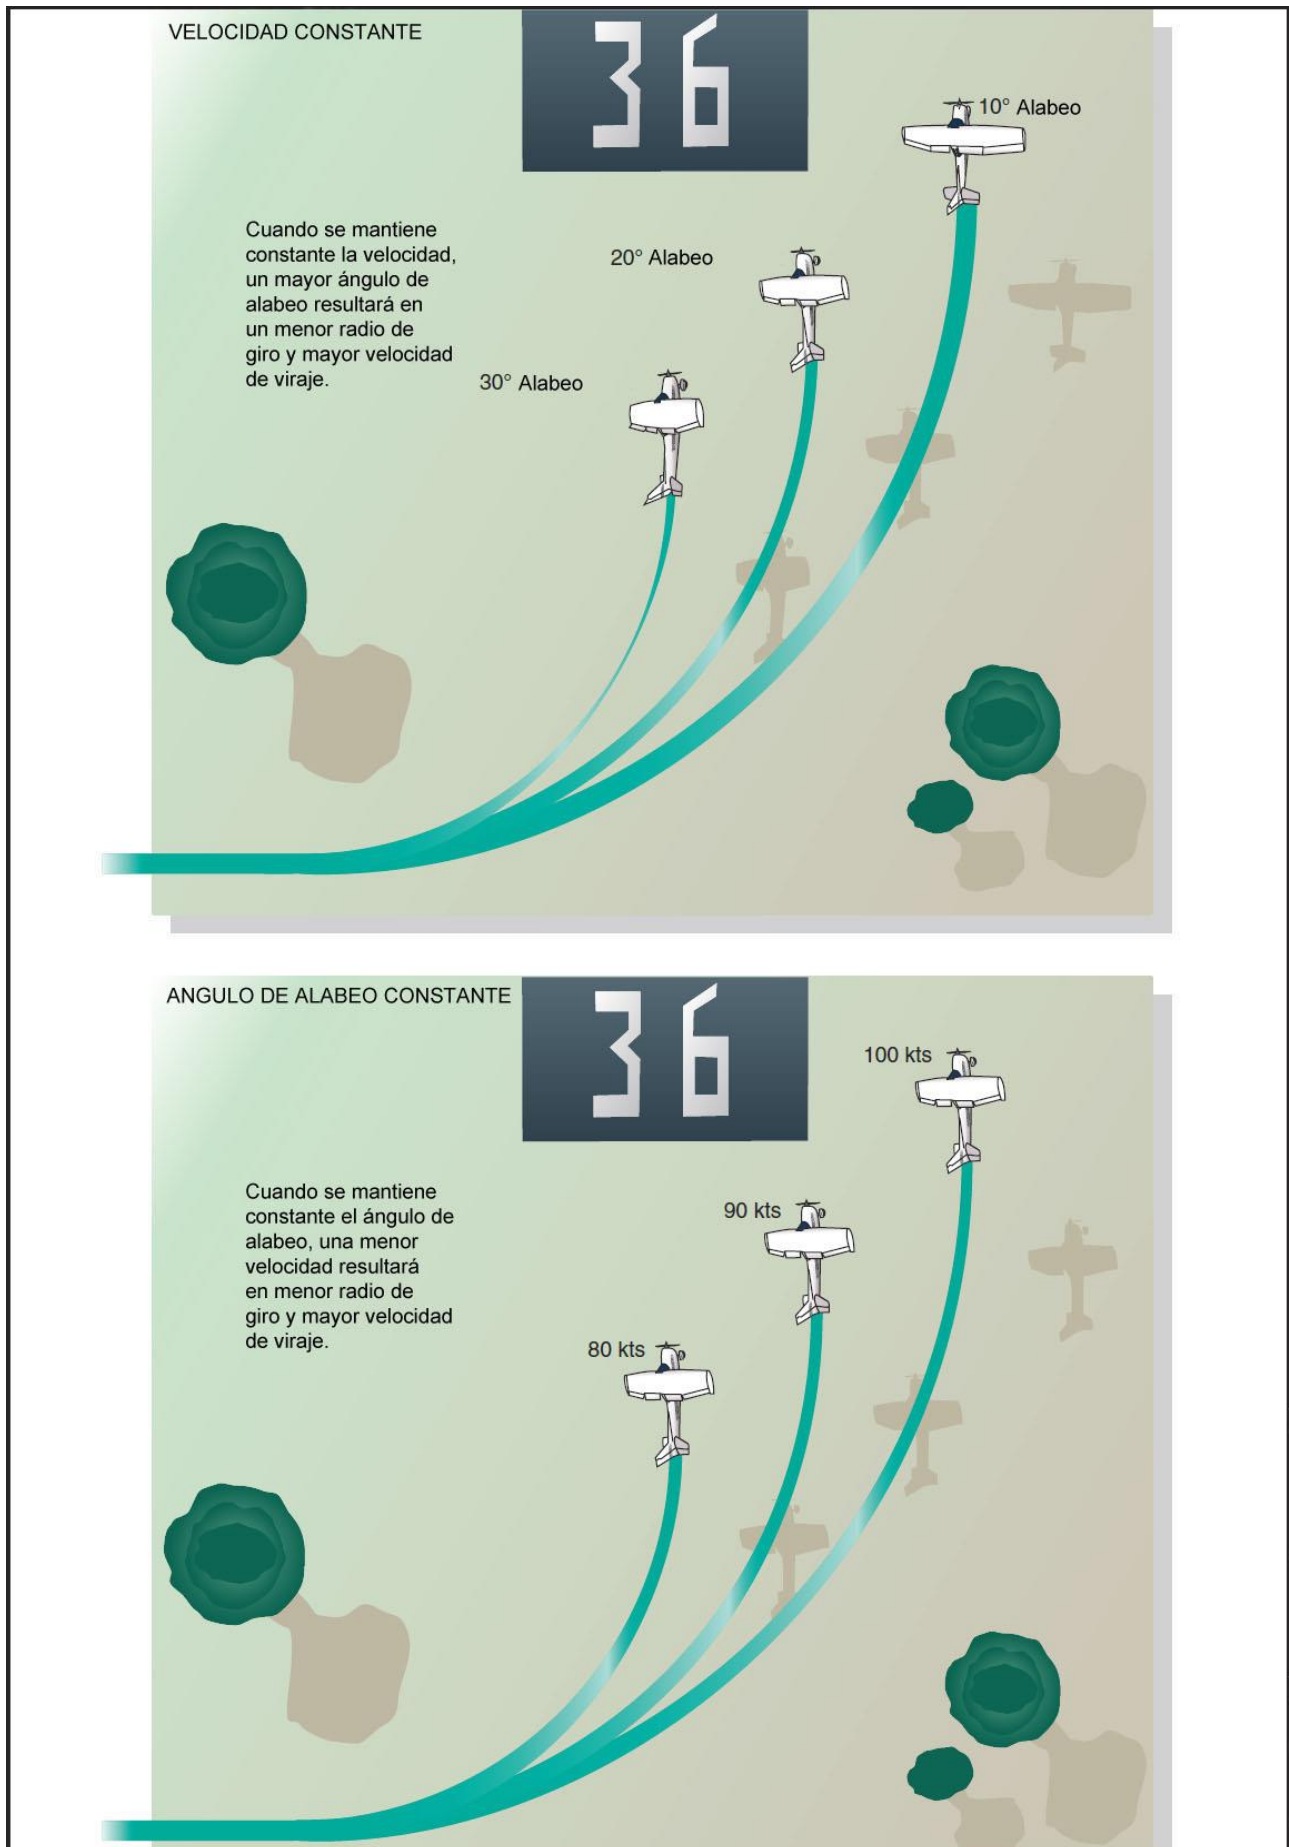 VELOCIDAD CONSTANTE
36
10° Alabeo
Cuando se mantiene
constante la velocidad,
un mayor ángulo de
alabeo resultará en
un menor radio de
giro y mayor velocidad
de viraje.
20° Alabeo
30° Alabeo
ANGULO DE ALABEO CONSTANTE
36
100 kts
Cuando se mantiene
constante el ángulo de
alabeo, una menor
velocidad resultará
en menor radio de
giro y mayor velocidad
de viraje.
90 kts
80 kts